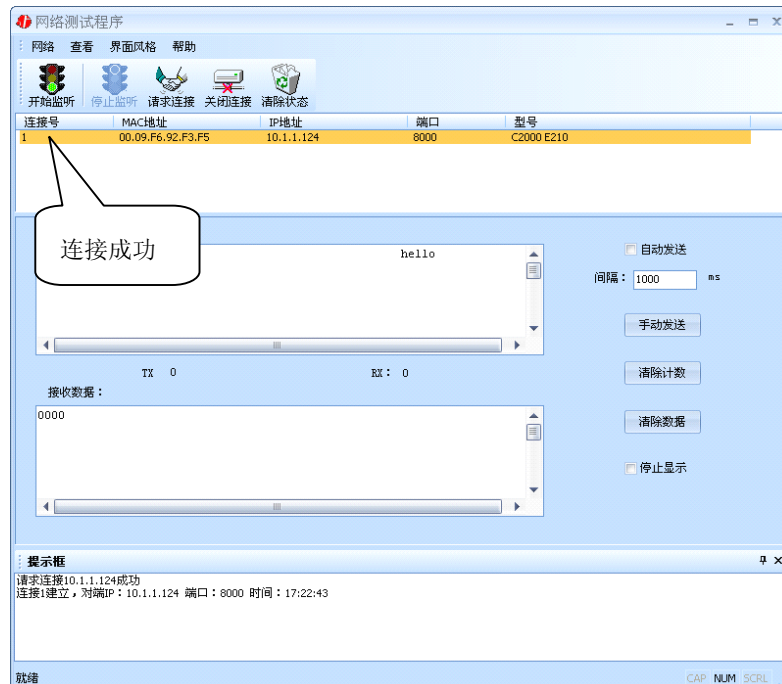 网络测试程序
网络 查看 界面风格 帮助
开始监听 停止监听 请求连接 关闭连接 清除状态
连接号 MAC地址 IP地址 端口 型号
1 00.09.F6.92.F3.F5 10.1.1.124 8000 C2000 E210
连接成功
hello
自动发送
间隔： 1000 ms
手动发送
TX 0 RX： 0
清除计数
接收数据：
0000
清除数据
停止显示
提示框
请求连接10.1.1.124成功
连接1建立，对端IP：10.1.1.124 端口：8000 时间：17:22:43
就绪 CAP NUM SCRL